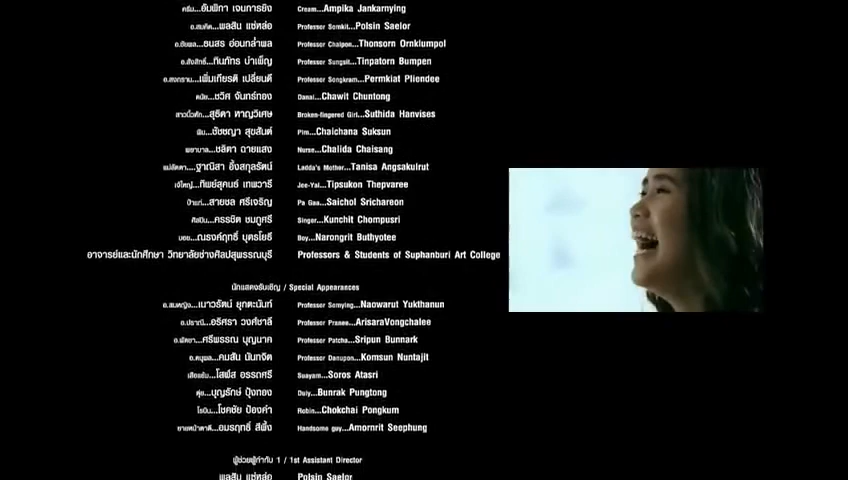 ครีม...อัมพิกา เจนการยิง Cream...Ampika Jankarnying
อ.สมคิด...พลสิน แซ่หล่อ Professor Somkit...Polsin Saelor
อ.ชัยพล...ธนสร อ่อนกล่ำพล Professor Chaipon...Thonsorn Ornklumpol
อ.สังสิทธิ์...ทินภัทร บำเพ็ญ Professor Sungsit...Tinpatorn Bumpen
อ.สงกราน...เพิ่มเกียรติ เปลี่ยนดี Professor Songkram...Permkiat Pliendee
ดนัย...ชวิศ จันทร์ทอง Danai...Chawit Chuntong
สาวนิ้วหัก...สุธิดา หาญวิเศษ Broken-fingered Girl...Suthida Hanvises
พิม...ชัชชญา สุขสันต์ Pim...Chaichana Suksun
พยาบาล...ชลิดา ฉายแสง Nurse...Chalida Chaisang
แม่ลัดดา...ฐาณิสา อึ้งสกุลรัตน์ Ladda's Mother...Tanisa Angsakulrut
เจ๊ใหญ่...ทิพย์สุคนธ์ เทพวารี Jee-Yai...Tipsukon Thepvaree
ป้าแก่...สายชล ศรีเจริญ Pa Gae...Saichol Srichareon
ศิลปิน...ครรชิต ชมภูศรี Singer...Kunchit Chompusri
บอย...ณรงค์ฤทธิ์ บุตรโยธี Boy...Narongrit Buthyotee
อาจารย์และนักศึกษา วิทยาลัยช่างศิลปสุพรรณบุรี Professors & Students of Suphanburi Art College
นักแสดงรับเชิญ / Special Appearances
อ.สมหญิง...เนาวรัตน์ ยุกตะนันท์ Professor Somying...Naowarut Yukthanun
อ.ปราณี...อริศรา วงศ์ชาลี Professor Pranee...ArisaraVongchalee
อ.พัชชา...ศรีพรรณ บุญนาค Professor Patcha...Sripun Bunnark
อ.ดนุพล...คมสัน นันทจิต Professor Danupon...Komsun Nuntajit
เสือแย้ม...โสฬส อรรถศรี Suayam...Soros Atasri
ดุ่ย...บุญรักษ์ ปุ้งทอง Duiy...Bunrak Pungtong
โรบิน...โชคชัย ป้องคำ Robin...Chokchai Pongkum
ชายหน้าตาดี...อมรฤทธิ์ สีพึ้ง Handsome guy...Amornrit Seephung
ผู้ช่วยผู้กำกับ 1 / 1st Assistant Director
พลสิน แซ่หล่อ Polsin Saelor